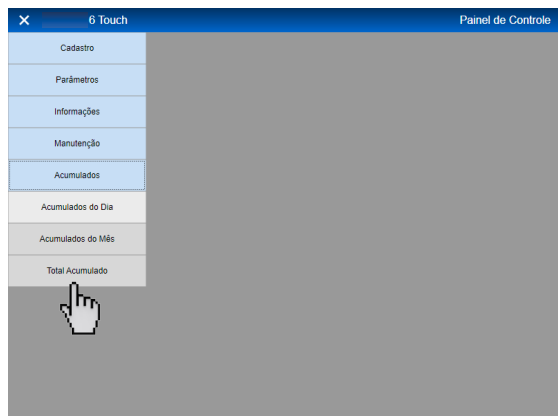 6 Touch
Painel de Controle
Cadastro
Parâmetros
Informações
Manutenção
Acumulados
Acumulados do Dia
Acumulados do Mês
Total Acumulado